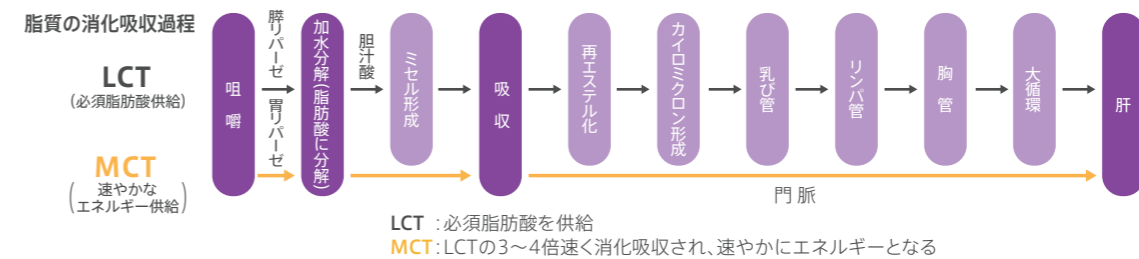 脂質の消化吸収過程
LCT
(必須脂肪酸供給)
MCT
(速やかな
エネルギー供給)
咀嚼
膵リパーゼ
胃リパーゼ
加水分解(脂肪酸に分解)
胆汁酸
ミセル形成
吸収
再エステル化
カイロミクロン形成
乳び管
リンパ管
胸管
大循環
肝
門脈
LCT:必須脂肪酸を供給
MCT:LCTの3〜4倍速く消化吸収され、速やかにエネルギーとなる